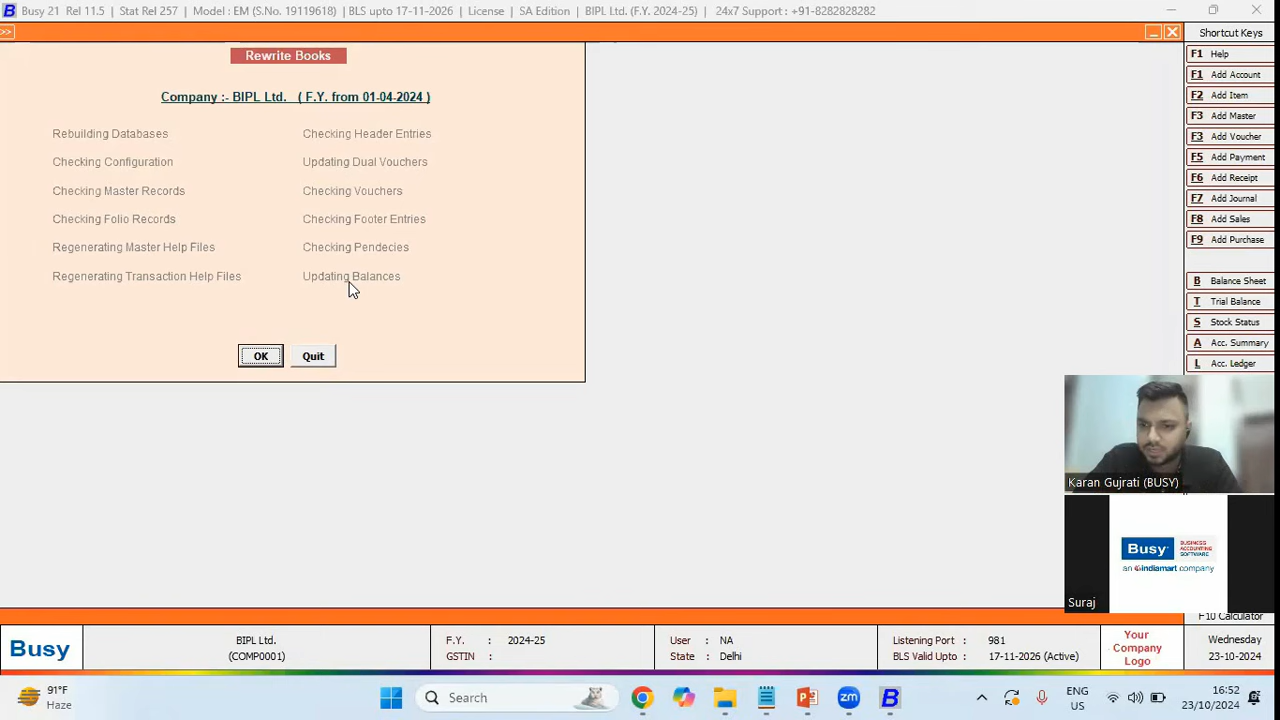 Busy 21 Rel 11.5 | Stat Rel 257 | Model : EM (S.No. 19119618) |BLS upto 17-11-2026 | License | SA Edition | BIPL Ltd. (F.Y. 2024-25) | 24x7 Support : +91-8282828282
>>
Rewrite Books
Company :- BIPL Ltd. ( F.Y. from 01-04-2024 )
Rebuilding Databases
Checking Configuration
Checking Master Records
Checking Folio Records
Regenerating Master Help Files
Regenerating Transaction Help Files
Checking Header Entries
Updating Dual Vouchers
Checking Vouchers
Checking Footer Entries
Checking Pendecies
Updating Balances
OK
Quit
Shortcut Keys
F1 Help
F1 Add Account
F2 Add Item
F3 Add Master
F3 Add Voucher
F5 Add Payment
F6 Add Receipt
F7 Add Journal
F8 Add Sales
F9 Add Purchase
B Balance Sheet
T Trial Balance
S Stock Status
A Acc. Summary
L Acc. Ledger
Karan Gujrati (BUSY)
Busy BUSINESS ACCOUNTING SOFTWARE
an indiamart company
Suraj
F10 Calculator
Busy
BIPL Ltd.
(COMP0001)
F.Y. : 2024-25
GSTIN :
User : NA
State : Delhi
Listening Port : 981
BLS Valid Upto : 17-11-2026 (Active)
Your Company Logo
Wednesday
23-10-2024
91°F
Haze
Search
ENG
US
16:52
23/10/2024